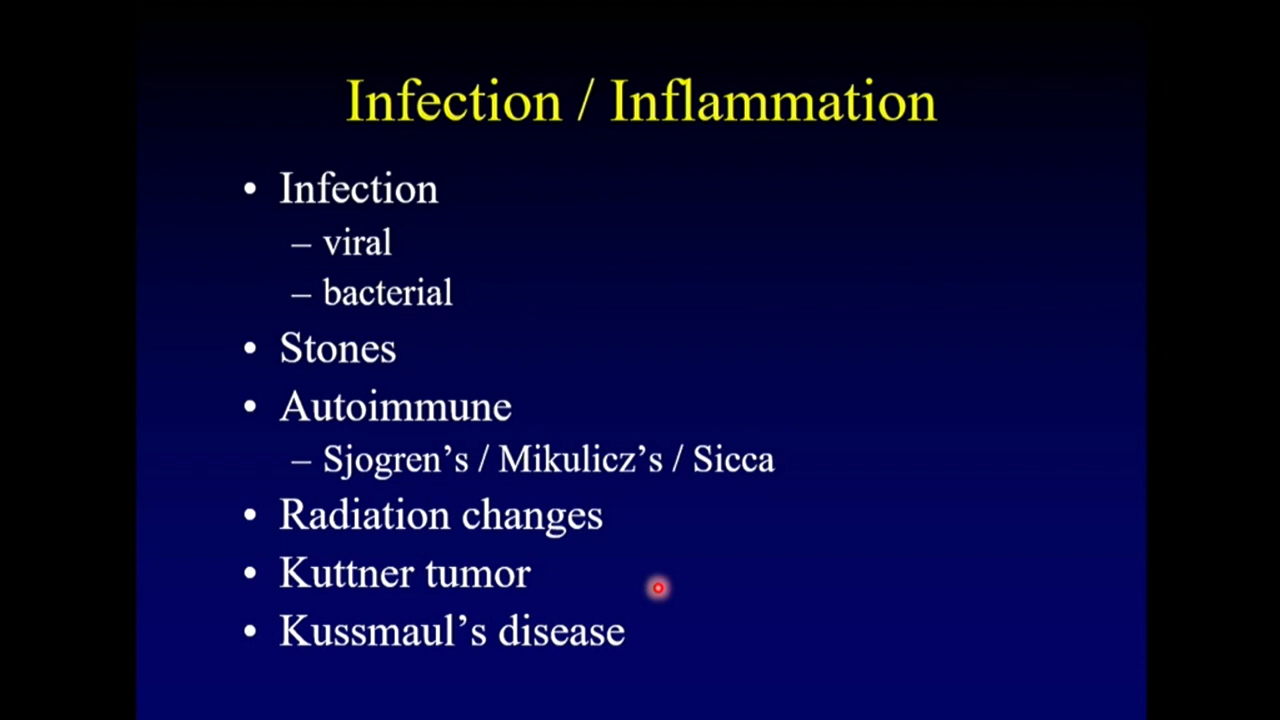 Infection / Inflammation
• Infection
– viral
– bacterial
• Stones
• Autoimmune
– Sjogren’s / Mikulicz’s / Sicca
• Radiation changes
• Kuttner tumor
• Kussmaul’s disease